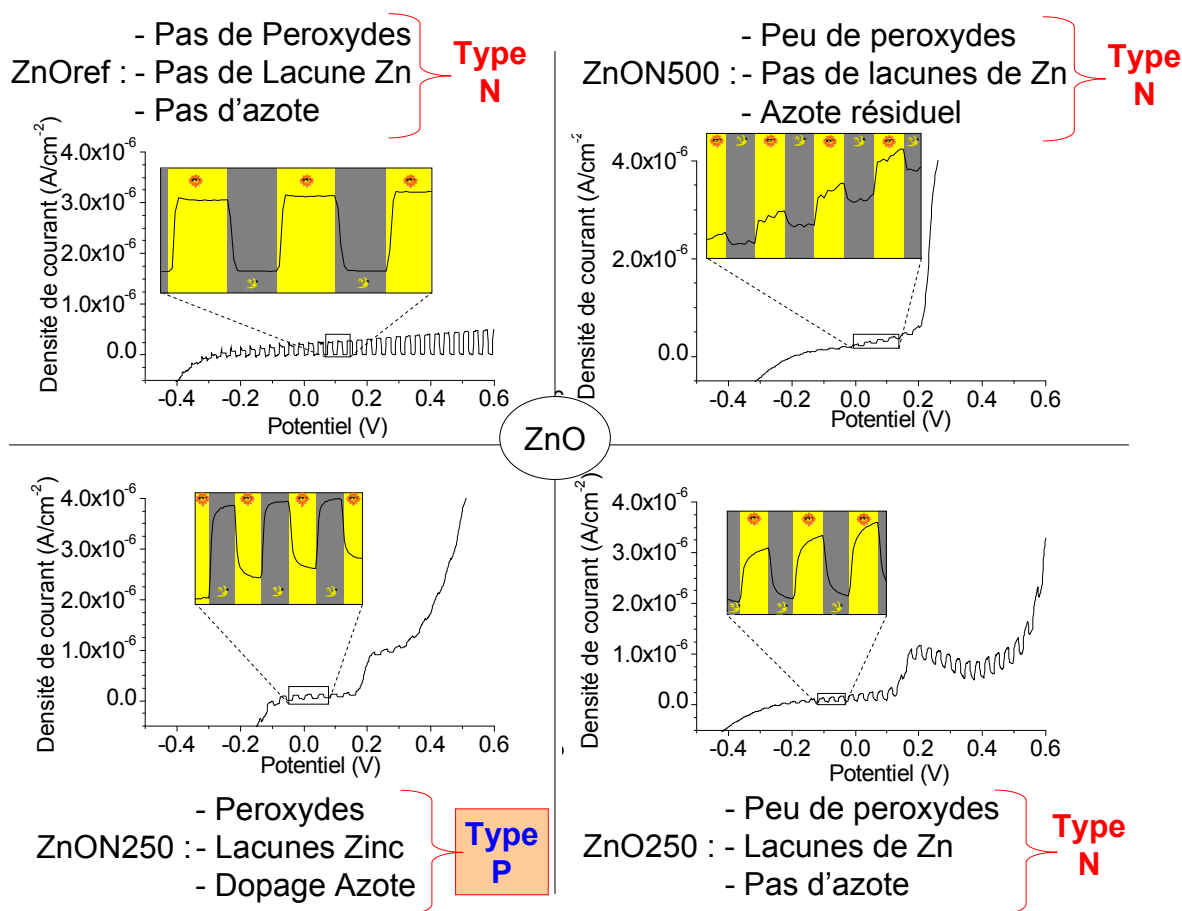 - Pas de Peroxydes
ZnOref : - Pas de Lacune Zn
- Pas d'azote
Type
N
- Peu de peroxydes
ZnON500 : - Pas de lacunes de Zn
- Azote résiduel
Type
N
Densité de courant (A/cm⁻²)
4.0x10⁻⁶
3.0x10⁻⁶
2.0x10⁻⁶
1.0x10⁻⁶
0.0
-0.4 -0.2 0.0 0.2 0.4 0.6
Potentiel (V)
Densité de courant (A/cm⁻²
4.0x10⁻⁶
2.0x10⁻⁶
0.0
-0.4 -0.2 0.0 0.2 0.4 0.6
Potentiel (V)
ZnO
Densité de courant (A/cm⁻²)
4.0x10⁻⁶
3.0x10⁻⁶
2.0x10⁻⁶
1.0x10⁻⁶
0.0
-0.4 -0.2 0.0 0.2 0.4 0.6
Potentiel (V)
Densité de courant (A/cm⁻²)
4.0x10⁻⁶
3.0x10⁻⁶
2.0x10⁻⁶
1.0x10⁻⁶
0.0
-0.4 -0.2 0.0 0.2 0.4 0.6
Potentiel (V)
- Peroxydes
ZnON250 : - Lacunes Zinc
- Dopage Azote
Type
P
- Peu de peroxydes
ZnO250 : - Lacunes de Zn
- Pas d'azote
Type
N